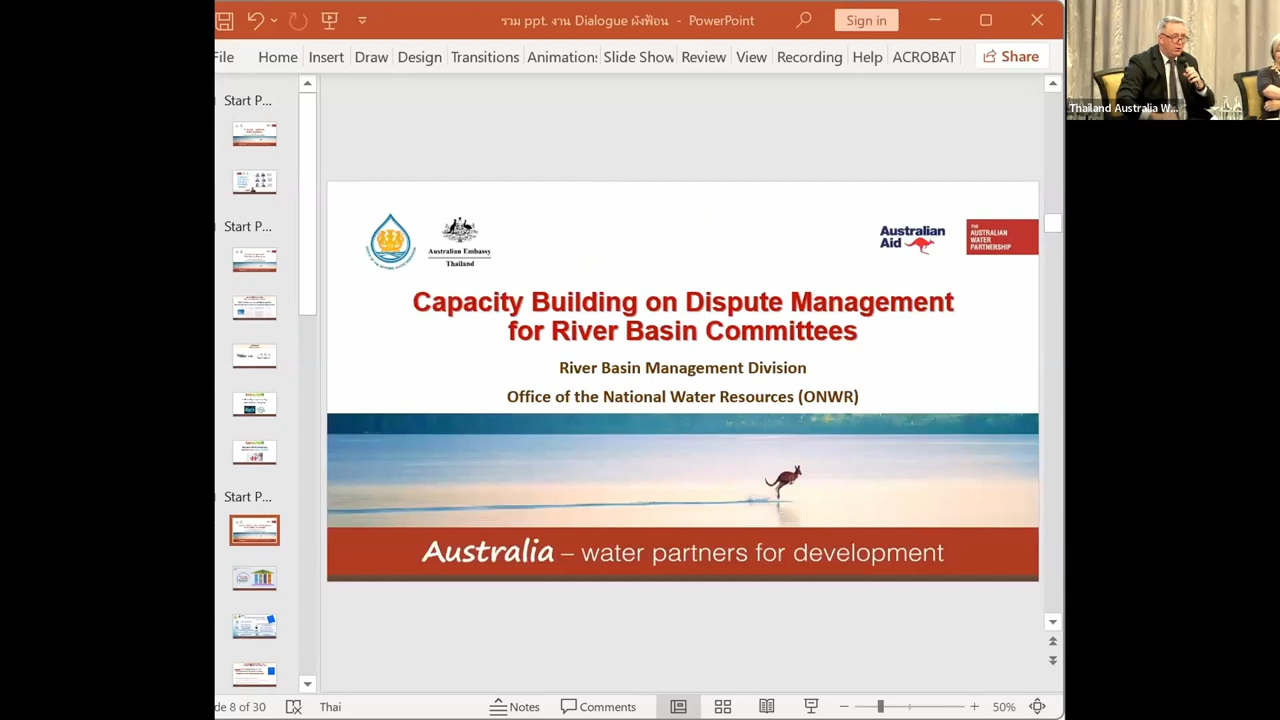 รวม ppt. งาน Dialogue ผังฟ้อน - PowerPoint
Sign in
File
Home
Insert
Draw
Design
Transitions
Animation:
Slide Show
Review
View
Recording
Help
ACROBAT
Share
Start P...
Start P...
Start P...
Australian Embassy
Thailand
Australian
Aid
THE
AUSTRALIAN
WATER
PARTNERSHIP
Capacity Building on Dispute Management
for River Basin Committees
River Basin Management Division
Office of the National Water Resources (ONWR)
Australia – water partners for development
de 8 of 30
Thai
Notes
Comments
50%
Thailand Australia W...